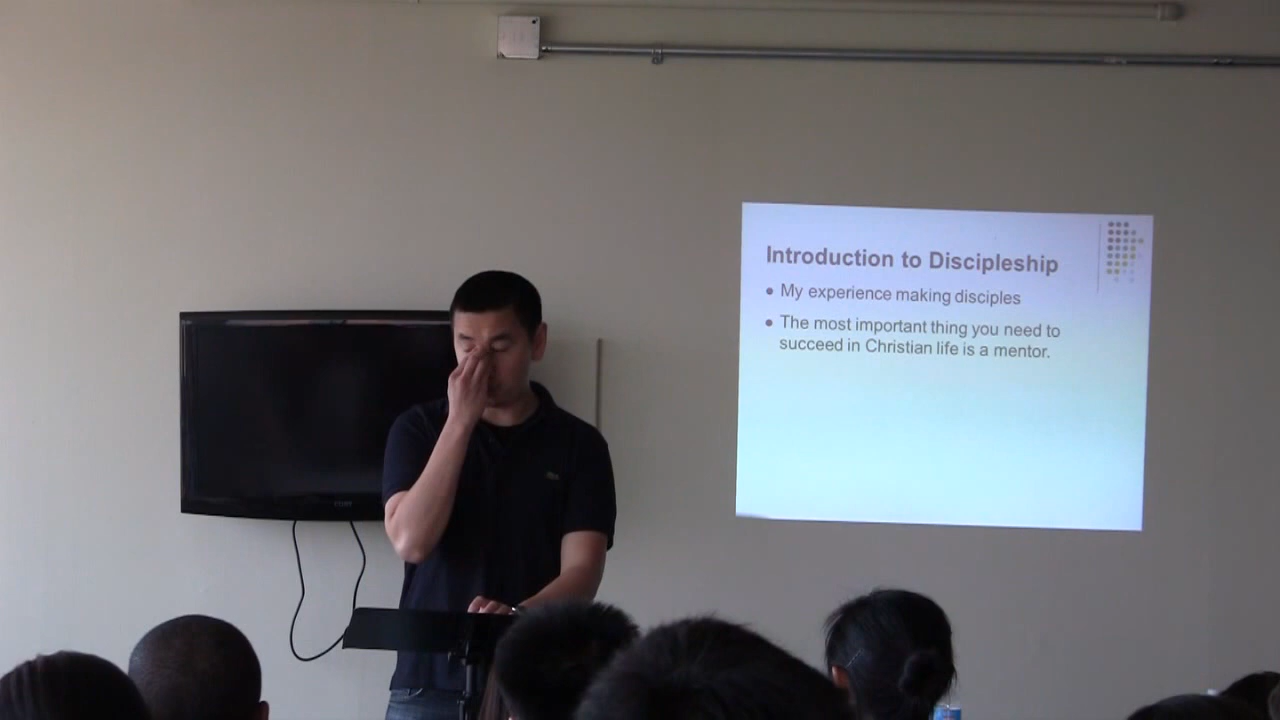 Introduction to Discipleship
My experience making disciples
The most important thing you need to
succeed in Christian life is a mentor.